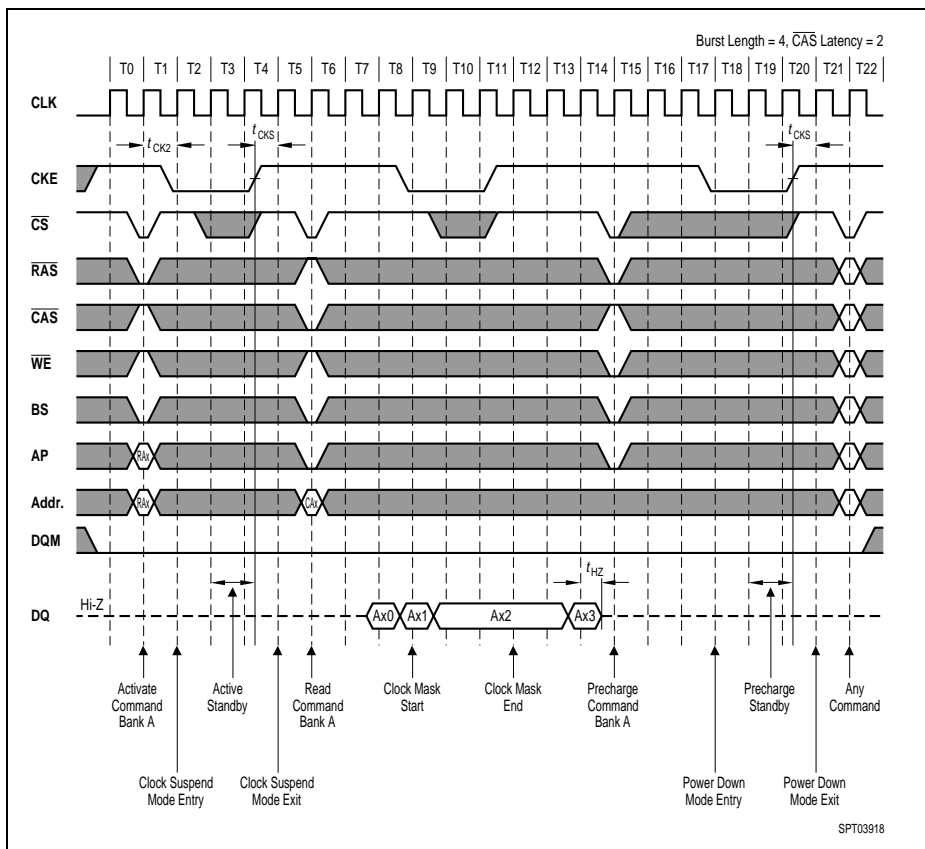 Burst Length = 4, CAS Latency = 2
T0 T1 T2 T3 T4 T5 T6 T7 T8 T9 T10 T11 T12 T13 T14 T15 T16 T17 T18 T19 T20 T21 T22
CLK
tCK2 tCKS tCKS
CKE
CS
RAS
CAS
WE
BS
AP RAx
Addr. RAx CAx
DQM
tHZ
DQ Hi-Z Ax0 Ax1 Ax2 Ax3
Activate Command Bank A
Active Standby
Read Command Bank A
Clock Mask Start
Clock Mask End
Precharge Command Bank A
Precharge Standby
Any Command
Clock Suspend Mode Entry
Clock Suspend Mode Exit
Power Down Mode Entry
Power Down Mode Exit
SPT03918